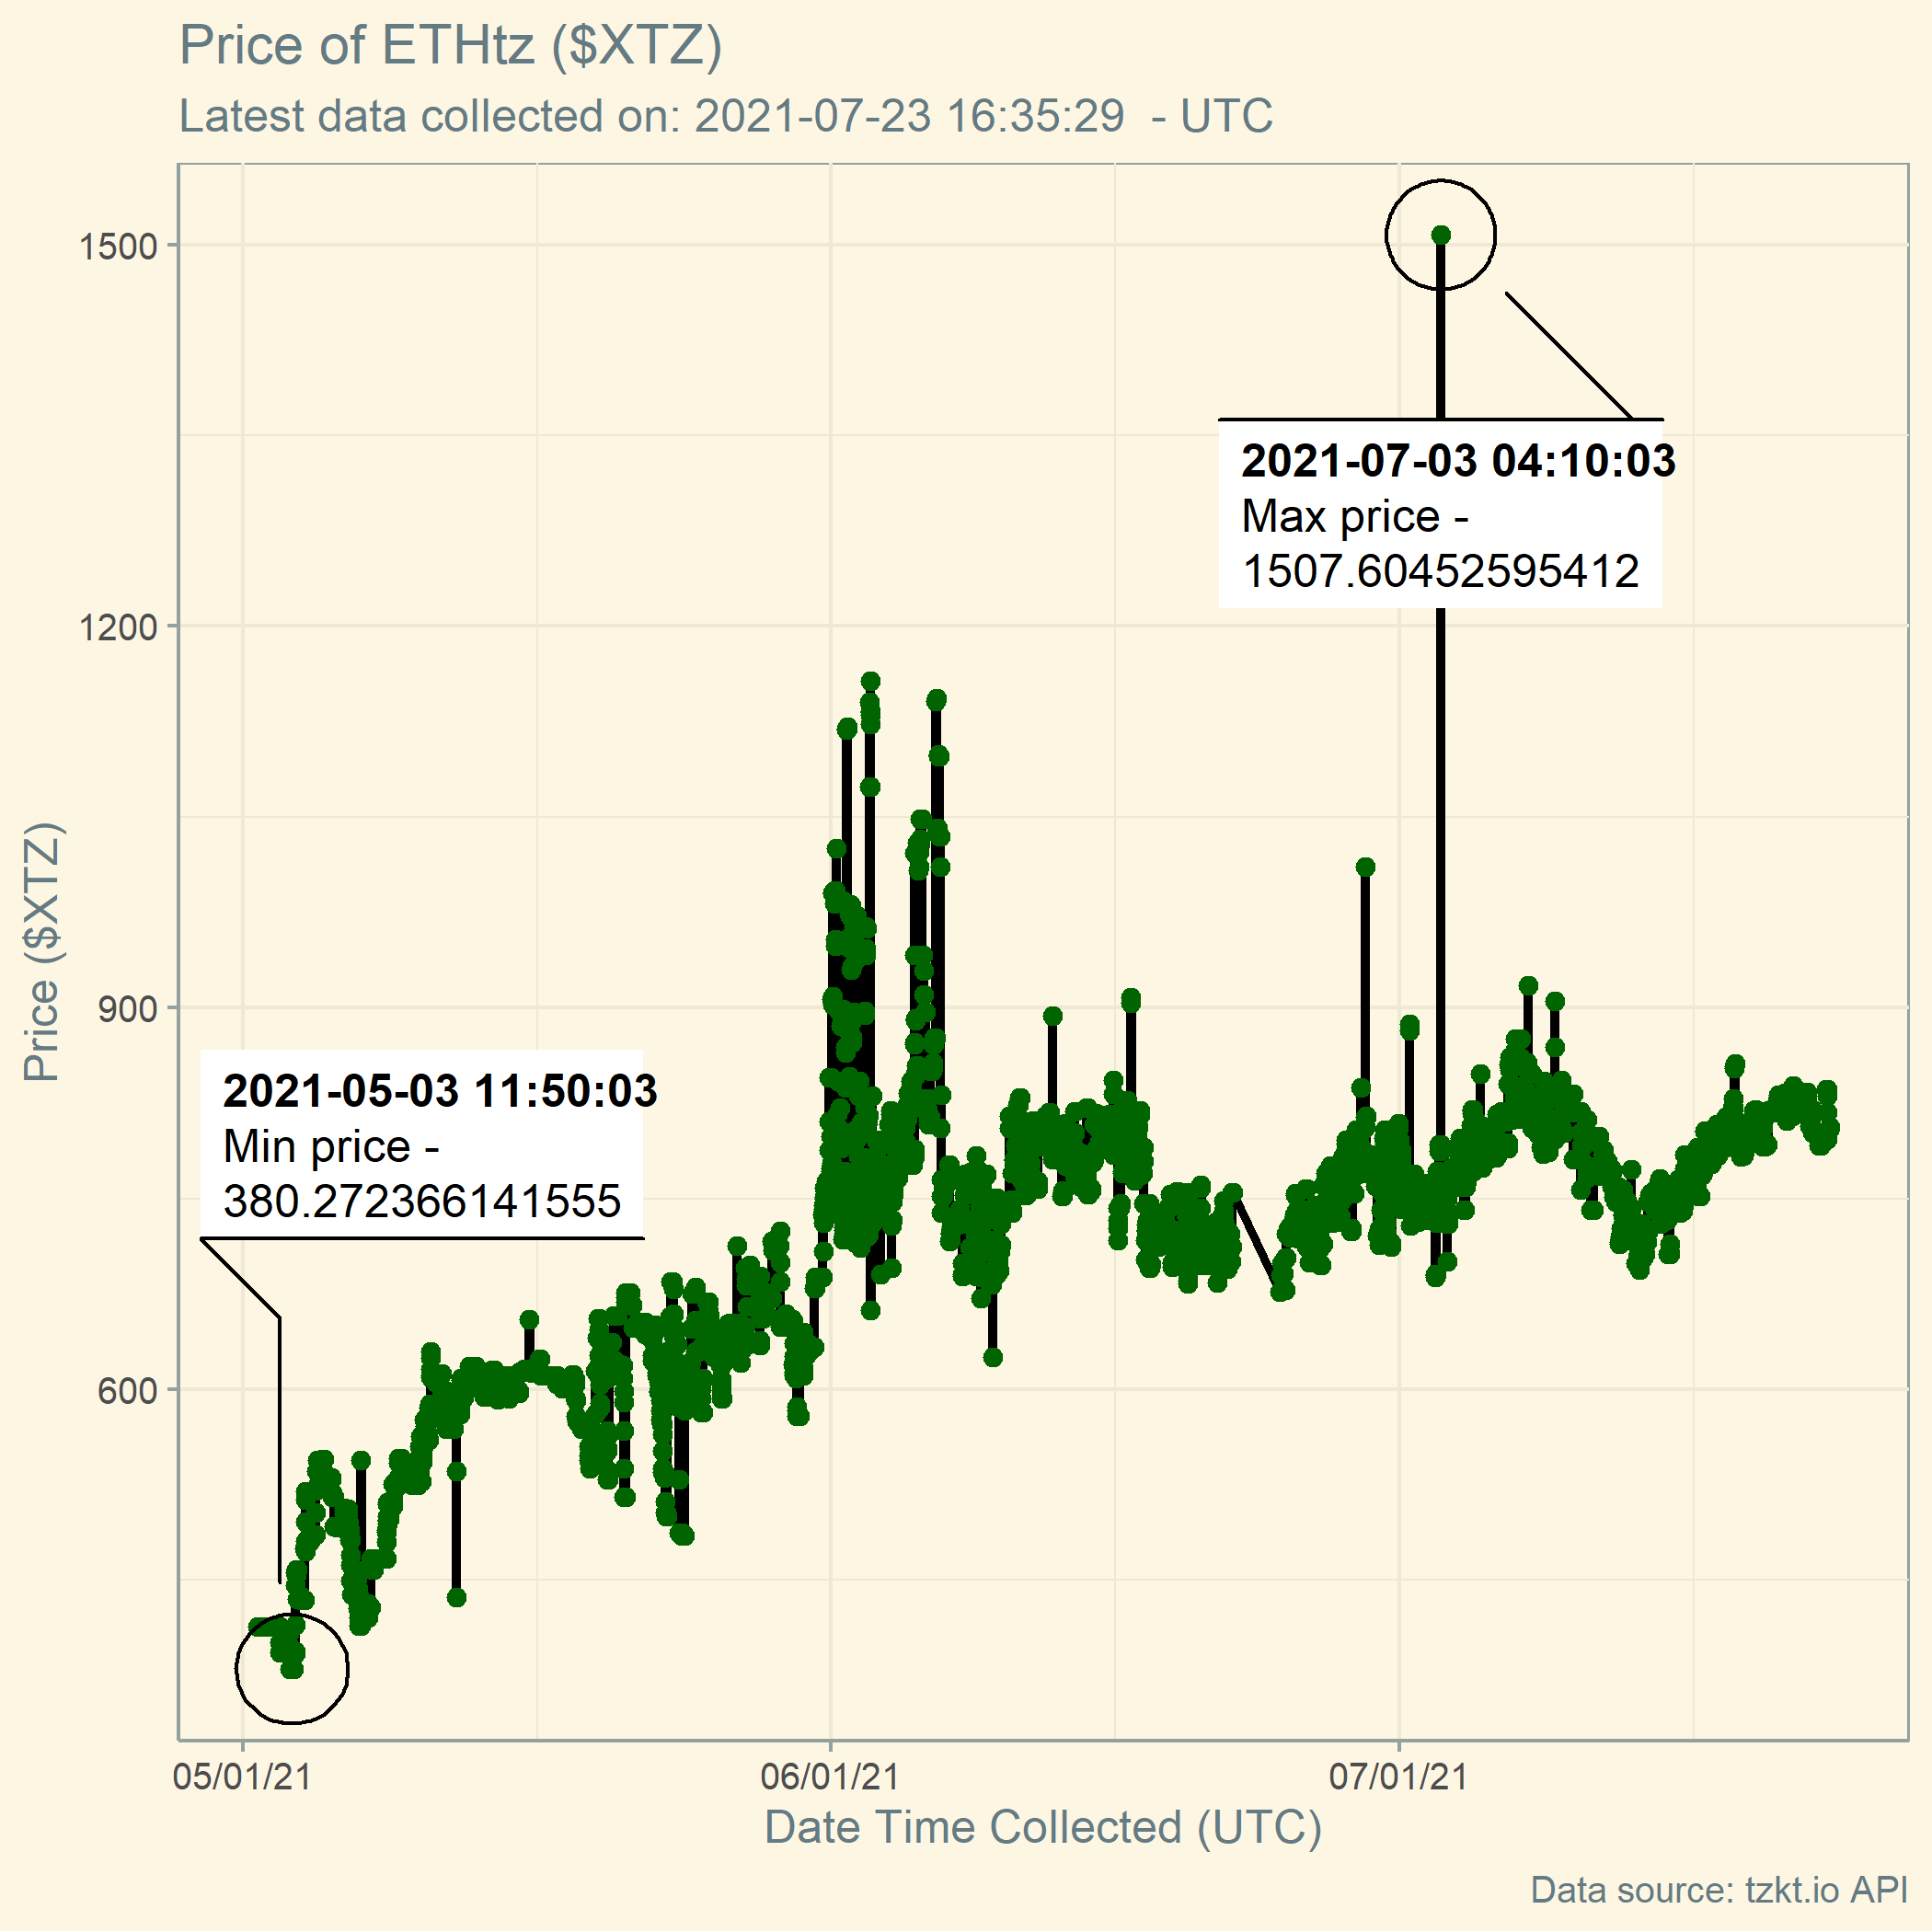 Price of ETHtz ($XTZ)
Latest data collected on: 2021-07-23 16:35:29  - UTC
1500
1200
900
600
Price ($XTZ)
2021-07-03 04:10:03
Max price -
1507.60452595412
2021-05-03 11:50:03
Min price -
380.272366141555
05/01/21
06/01/21
07/01/21
Date Time Collected (UTC)
Data source: tzkt.io API